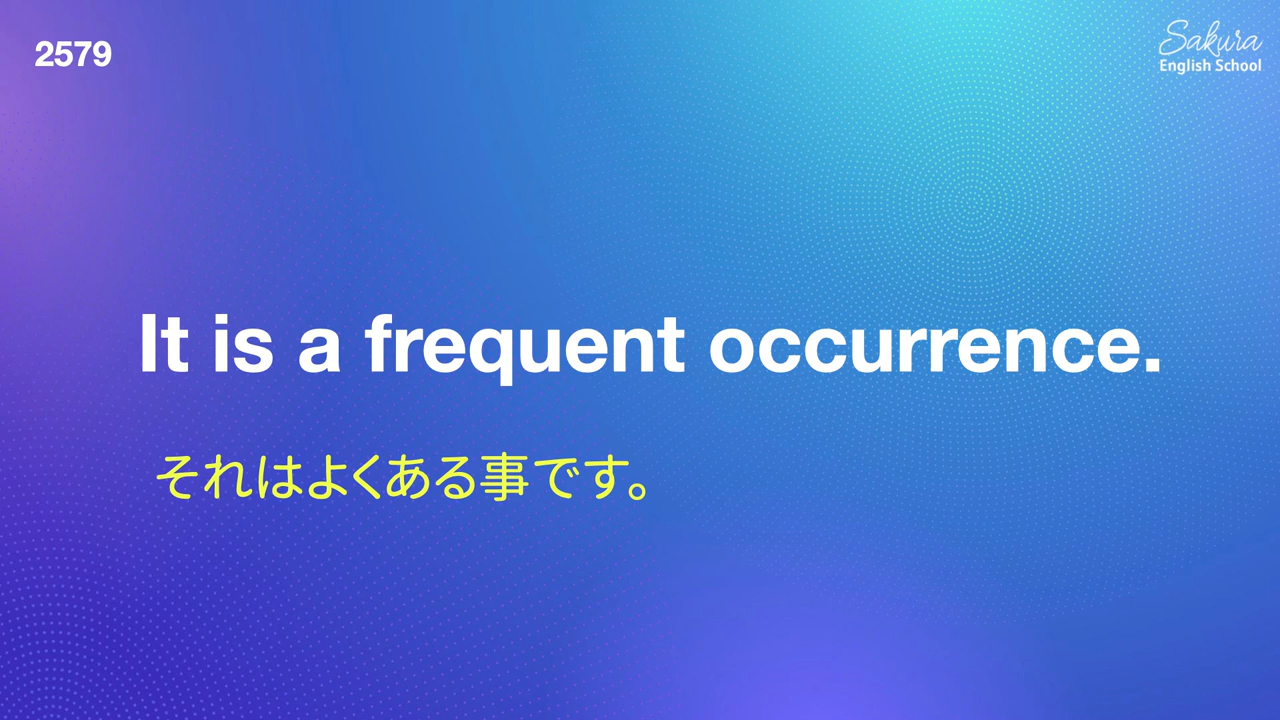 2579
Sakura
English School
It is a frequent occurrence.
それはよくある事です。